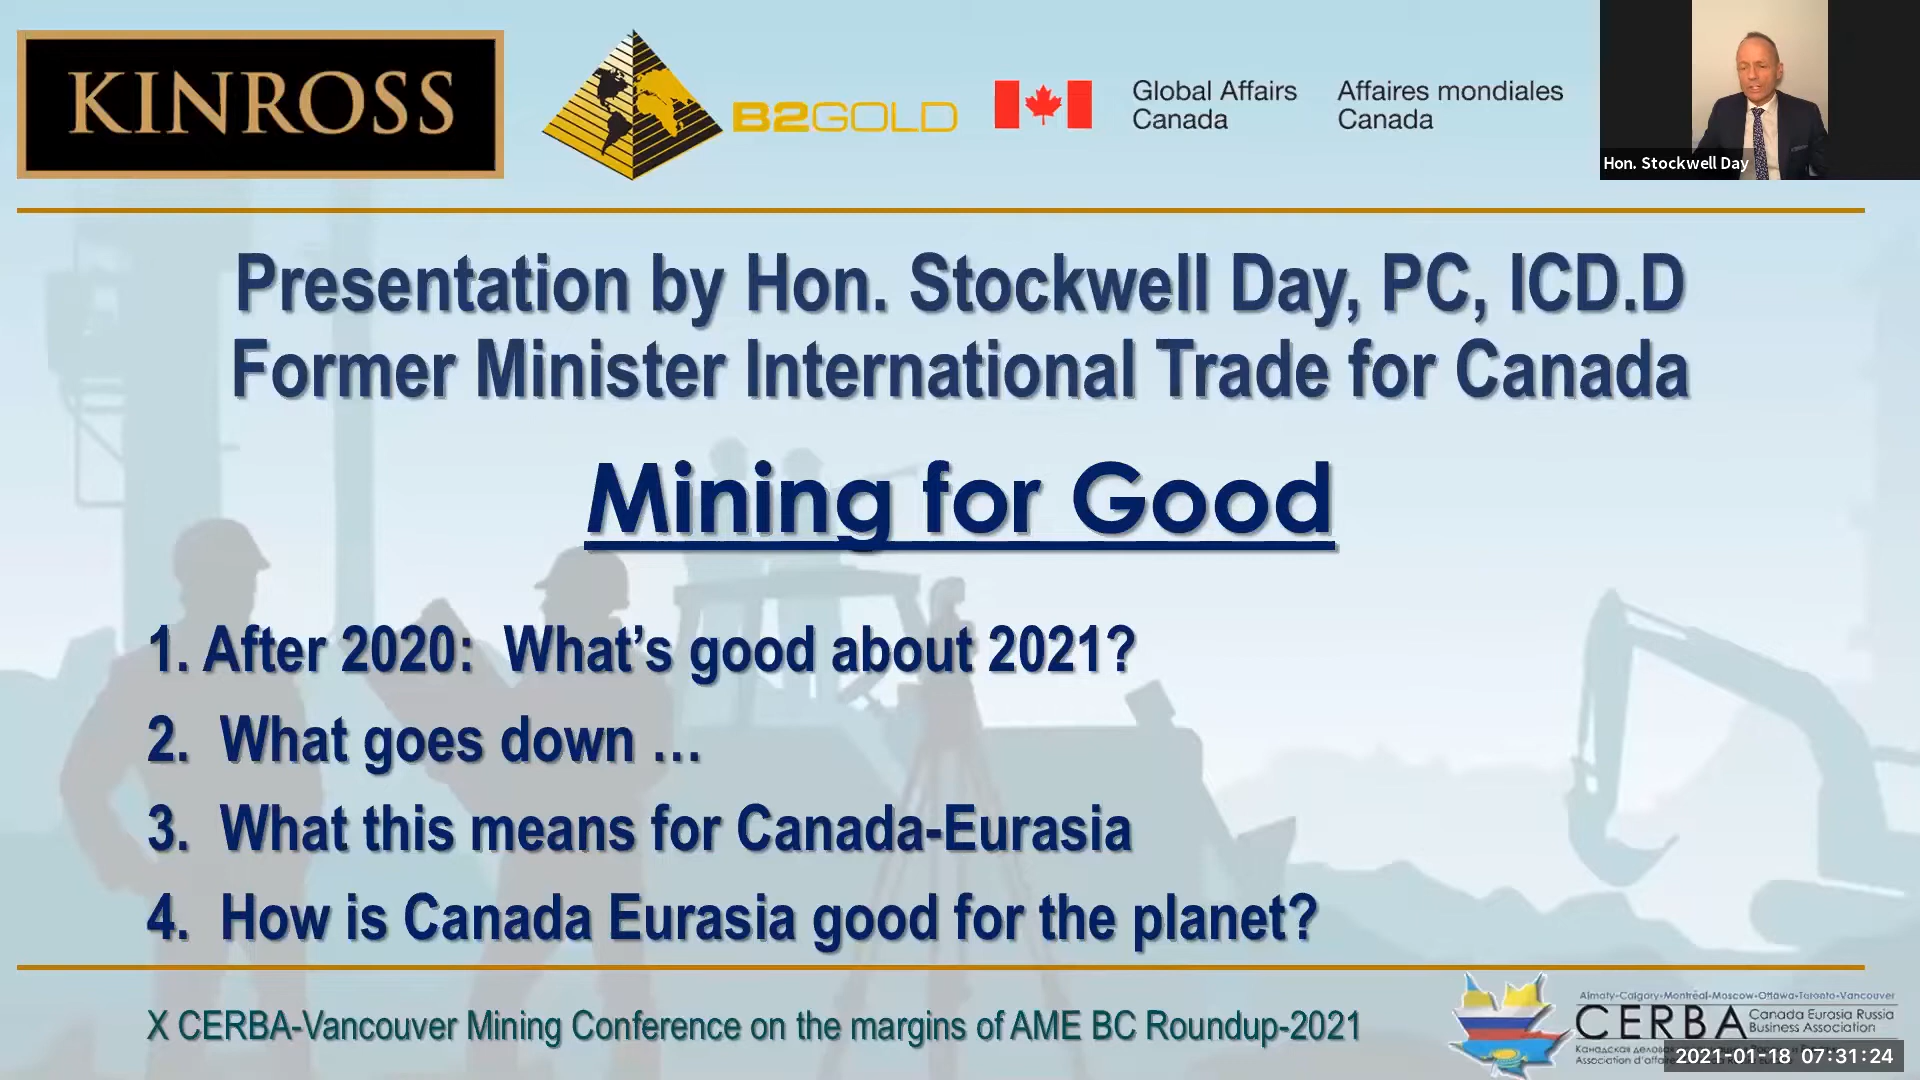 KINROSS
B2GOLD
Global Affairs Canada
Affaires mondiales Canada
Hon. Stockwell Day
Presentation by Hon. Stockwell Day, PC, ICD.D
Former Minister International Trade for Canada
Mining for Good
1. After 2020: What’s good about 2021?
2. What goes down …
3. What this means for Canada-Eurasia
4. How is Canada Eurasia good for the planet?
X CERBA-Vancouver Mining Conference on the margins of AME BC Roundup-2021
Almaty-Calgary-Montréal-Moscow-Ottawa-Toronto-Vancouver
CERBA
Canada Eurasia Russia
Business Association
Канадская
Association
2021-01-18 07:31:24